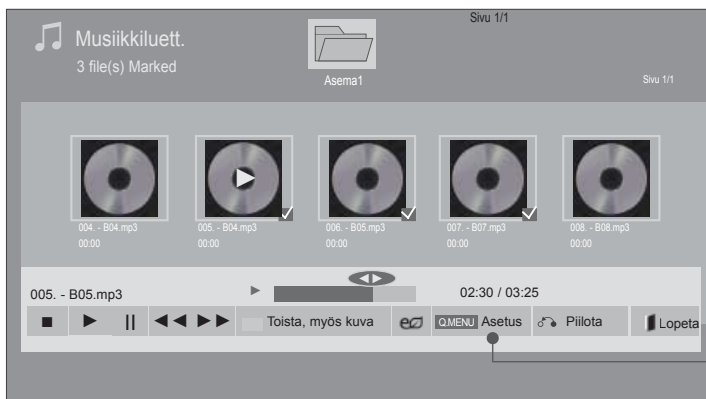 Sivu 1/1
Musiikkiluett.
3 file(s) Marked
Asema1
Sivu 1/1
004. - B04.mp3
00:00
005. - B04.mp3
00:00
006. - B05.mp3
00:00
007. - B07.mp3
00:00
008. - B08.mp3
00:00
005. - B05.mp3
02:30 / 03:25
Toista, myös kuva
Q.MENU Asetus
Piilota
Lopeta